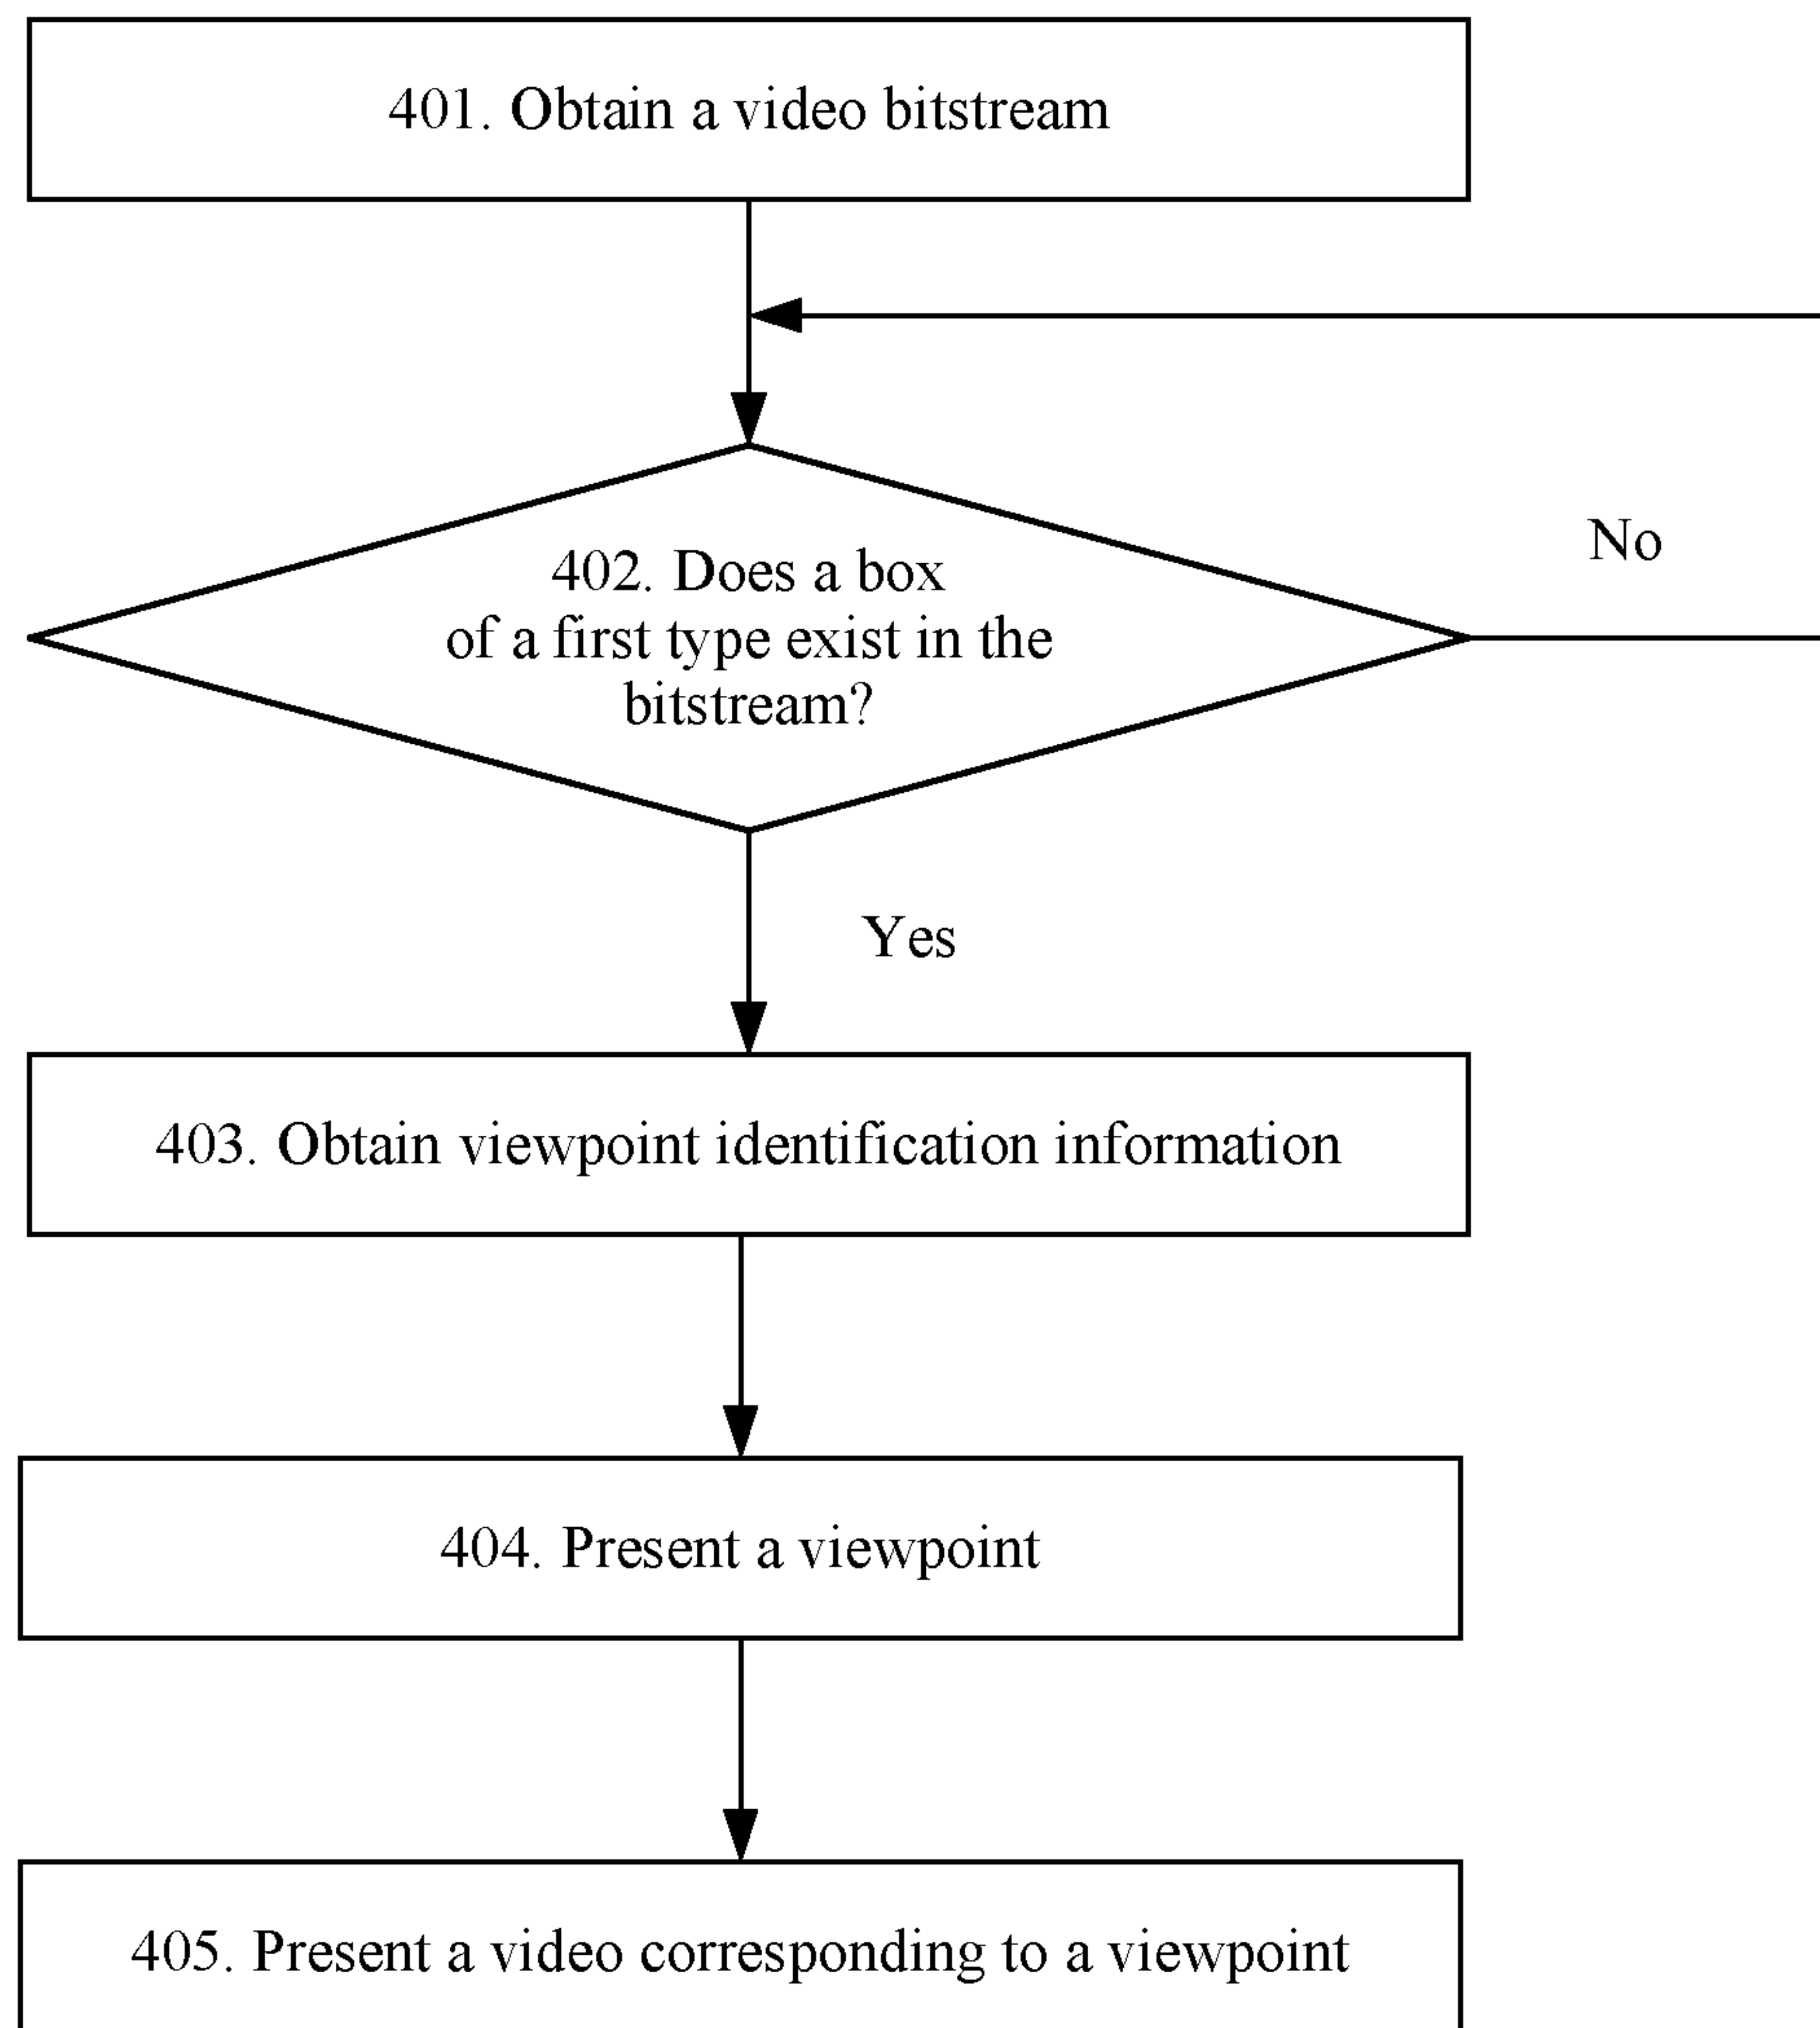 401. Obtain a video bitstream
402. Does a box
of a first type exist in the
bitstream?
No
Yes
403. Obtain viewpoint identification information
404. Present a viewpoint
405. Present a video corresponding to a viewpoint